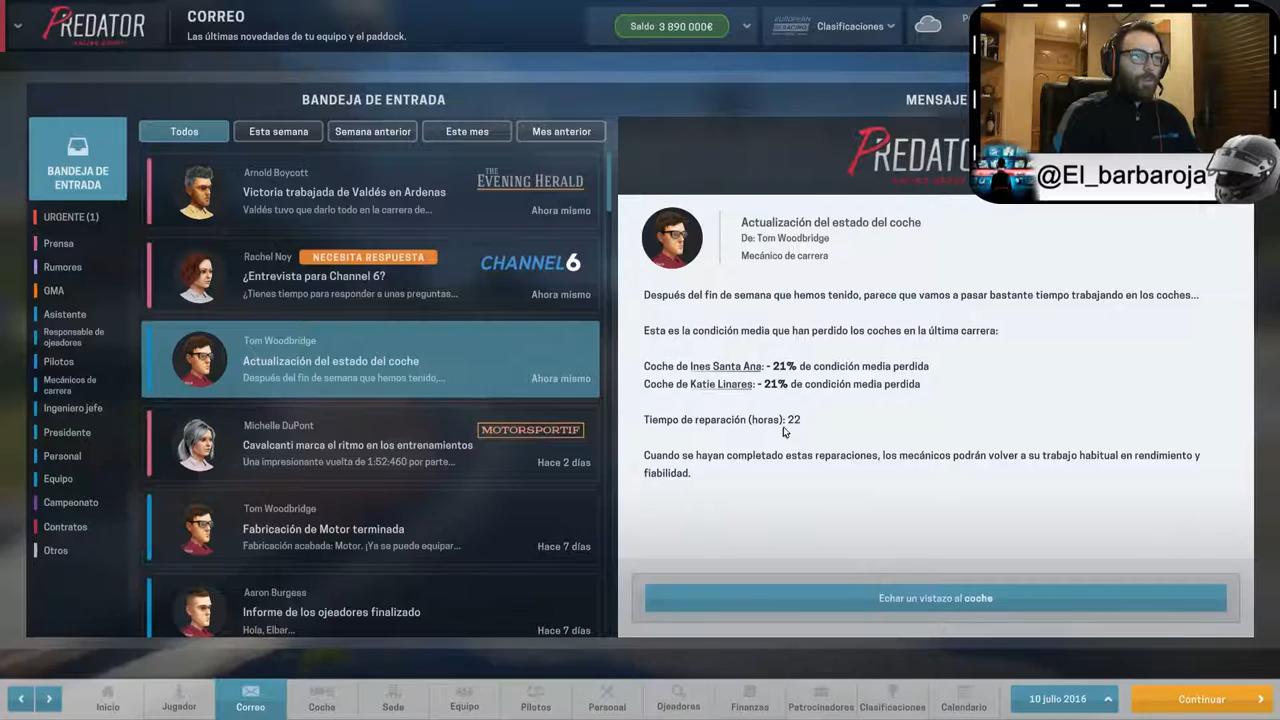 PREDATOR
CORREO
Las últimas novedades de tu equipo y el paddock.
Saldo 3 890 000€
EUROPEAN
RACING
Clasificaciones
BANDEJA DE ENTRADA
MENSAJE
BANDEJA DE
ENTRADA
URGENTE (1)
Prensa
Rumores
GMA
Asistente
Responsable de
ojeadores
Pilotos
Mecánicos de
carrera
Ingeniero jefe
Presidente
Personal
Equipo
Campeonato
Contratos
Otros
Todos
Esta semana
Semana anterior
Este mes
Mes anterior
Arnold Boycott
Victoria trabajada de Valdés en Ardenas
Valdés tuvo que darlo todo en la carrera de...
THE
EVENING HERALD
Ahora mismo
Rachel Noy
NECESITA RESPUESTA
¿Entrevista para Channel 6?
¿Tienes tiempo para responder a unas preguntas...
CHANNEL6
Ahora mismo
Tom Woodbridge
Actualización del estado del coche
Después del fin de semana que hemos tenido,...
Ahora mismo
Michelle DuPont
Cavalcanti marca el ritmo en los entrenamientos
Una impresionante vuelta de 1:52:460 por parte...
MOTORSPORTIF
Hace 2 días
Tom Woodbridge
Fabricación de Motor terminada
Fabricación acabada: Motor. ¡Ya se puede equipar...
Hace 7 días
Aaron Burgess
Informe de los ojeadores finalizado
Hola, Elbar...
Hace 7 días
PREDATOR
@El_barbaroja
Actualización del estado del coche
De: Tom Woodbridge
Mecánico de carrera
Después del fin de semana que hemos tenido, parece que vamos a pasar bastante tiempo trabajando en los coches...
Esta es la condición media que han perdido los coches en la última carrera:
Coche de Ines Santa Ana: - 21% de condición media perdida
Coche de Katie Linares: - 21% de condición media perdida
Tiempo de reparación (horas): 22
Cuando se hayan completado estas reparaciones, los mecánicos podrán volver a su trabajo habitual en rendimiento y
fiabilidad.
Echar un vistazo al coche
Inicio
Jugador
Correo
Coche
Sede
Equipo
Pilotos
Personal
Ojeadores
Finanzas
Patrocinadores
Clasificaciones
Calendario
10 julio 2016
Continuar